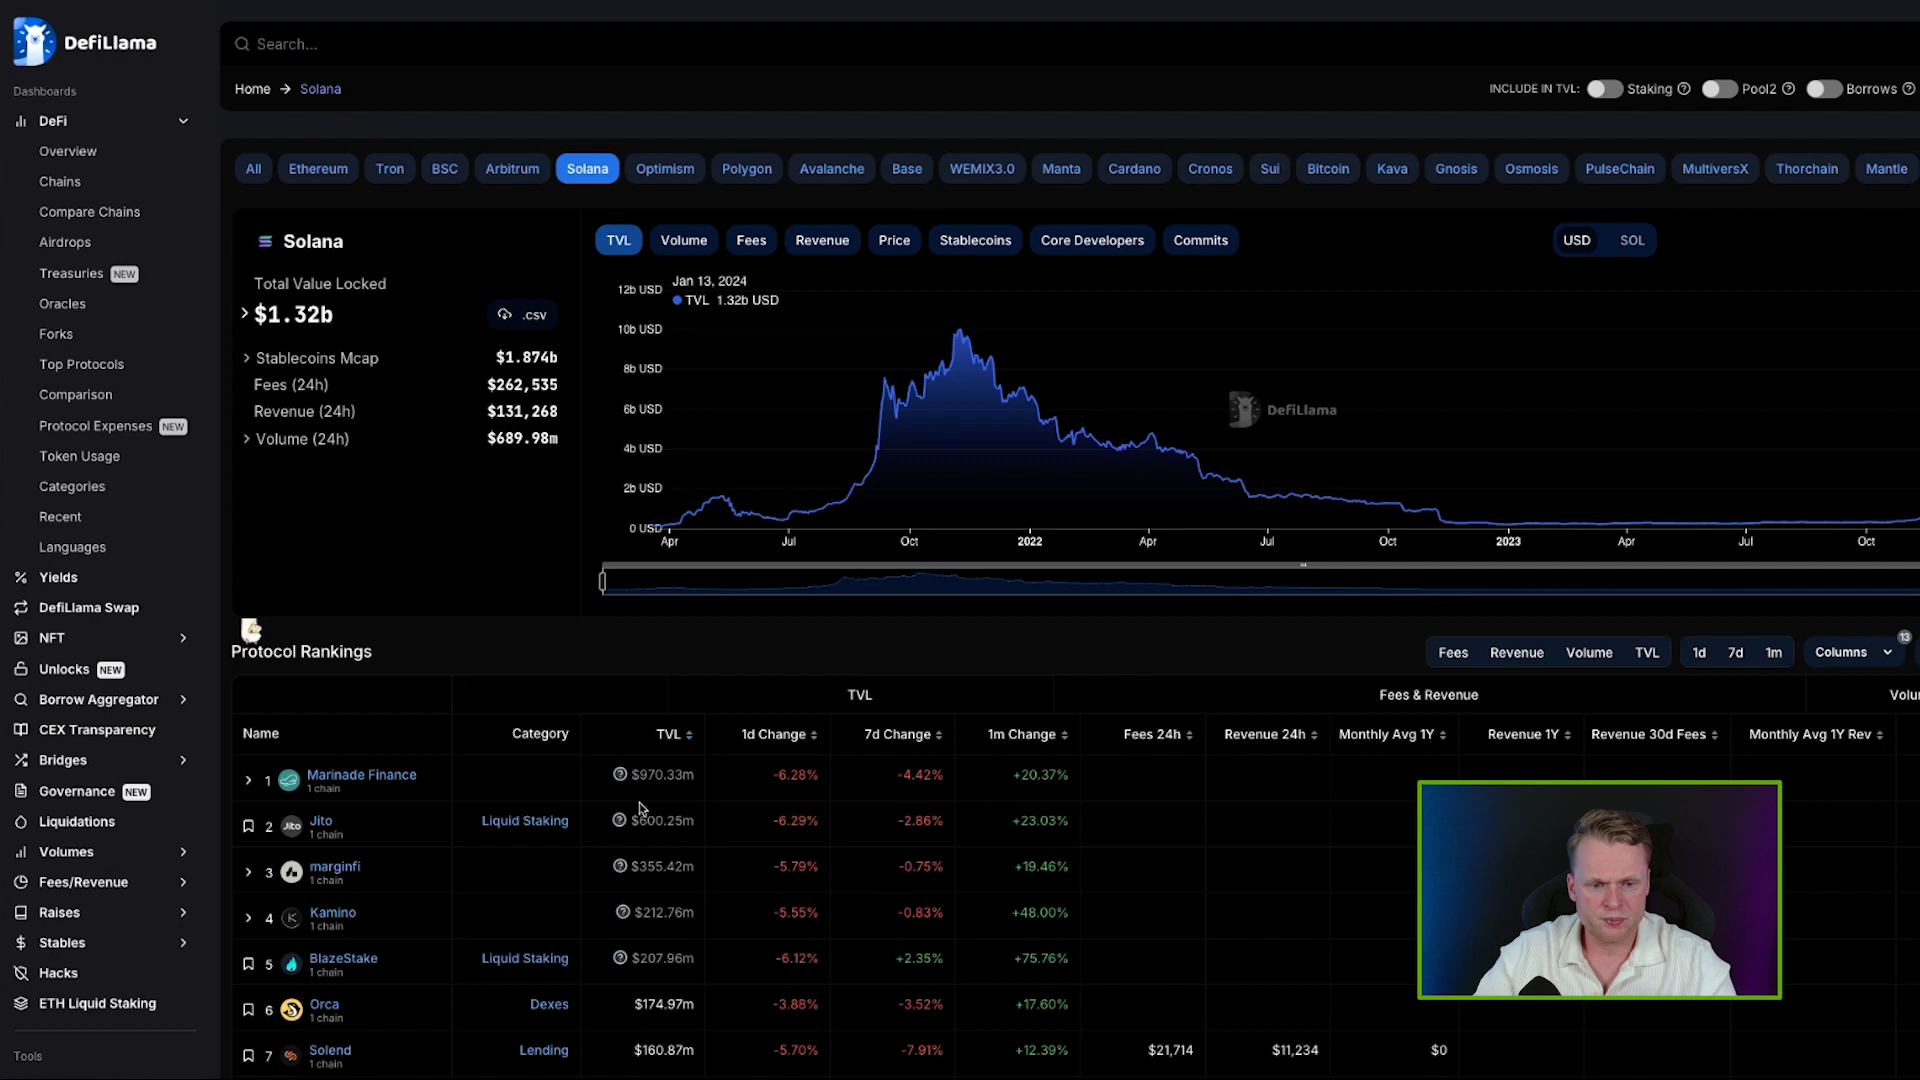 DefiLlama
Search...
Dashboards
Home → Solana
INCLUDE IN TVL: Staking Pool2 Borrows
DeFi
Overview
Chains
Compare Chains
Airdrops
Treasuries NEW
Oracles
Forks
Top Protocols
Comparison
Protocol Expenses NEW
Token Usage
Categories
Recent
Languages
Yields
DefiLlama Swap
NFT
Unlocks NEW
Borrow Aggregator
CEX Transparency
Bridges
Governance NEW
Liquidations
Volumes
Fees/Revenue
Raises
Stables
Hacks
ETH Liquid Staking
Tools
All Ethereum Tron BSC Arbitrum Solana Optimism Polygon Avalanche Base WEMIX3.0 Manta Cardano Cronos Sui Bitcoin Kava Gnosis Osmosis PulseChain MultiversX Thorchain Mantle
Solana
Total Value Locked
$1.32b .csv
Stablecoins Mcap $1.874b
Fees (24h) $262,535
Revenue (24h) $131,268
Volume (24h) $689.98m
TVL Volume Fees Revenue Price Stablecoins Core Developers Commits USD SOL
Jan 13, 2024
TVL 1.32b USD
12b USD
10b USD
8b USD
6b USD
4b USD
2b USD
0 USD
DefiLlama
Apr Jul Oct 2022 Apr Jul Oct 2023 Apr Jul Oct
Protocol Rankings
Fees Revenue Volume TVL 1d 7d 1m Columns 13
TVL Fees & Revenue Volu
Name Category TVL 1d Change 7d Change 1m Change Fees 24h Revenue 24h Monthly Avg 1Y Revenue 1Y Revenue 30d Fees Monthly Avg 1Y Rev
1 Marinade Finance $970.33m -6.28% -4.42% +20.37%
1 chain
2 Jito Jito Liquid Staking $600.25m -6.29% -2.86% +23.03%
1 chain
3 marginfi $355.42m -5.79% -0.75% +19.46%
1 chain
4 Kamino $212.76m -5.55% -0.83% +48.00%
1 chain
5 BlazeStake Liquid Staking $207.96m -6.12% +2.35% +75.76%
1 chain
6 Orca Dexes $174.97m -3.88% -3.52% +17.60%
1 chain
7 Solend Lending $160.87m -5.70% -7.91% +12.39% $21,714 $11,234 $0
1 chain